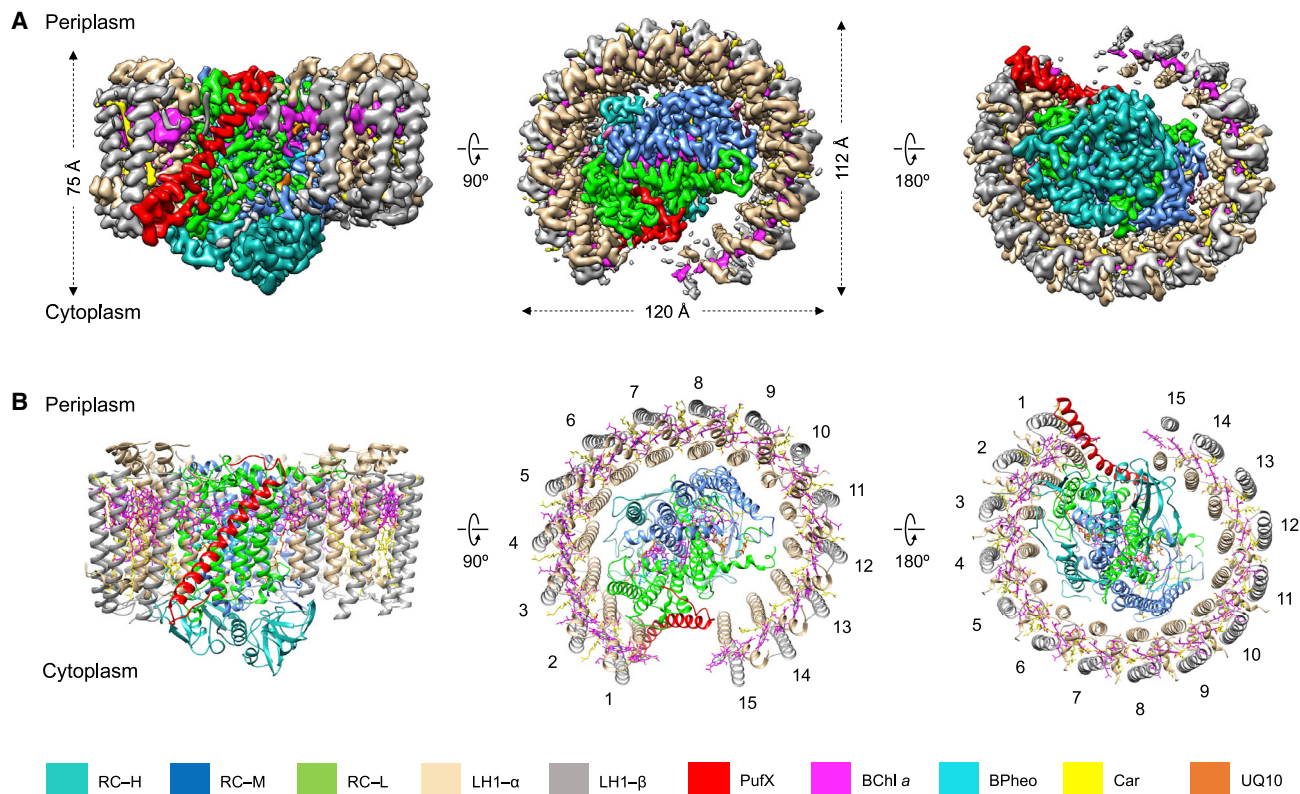 A
Periplasm
75 Å
Cytoplasm
90º
120 Å
112 Å
180º
B
Periplasm
Cytoplasm
90º
1
2
3
4
5
6
7
8
9
10
11
12
13
14
15
180º
1
2
3
4
5
6
7
8
9
10
11
12
13
14
15
RC–H
RC–M
RC–L
LH1–α
LH1–β
PufX
BChl a
BPheo
Car
UQ10